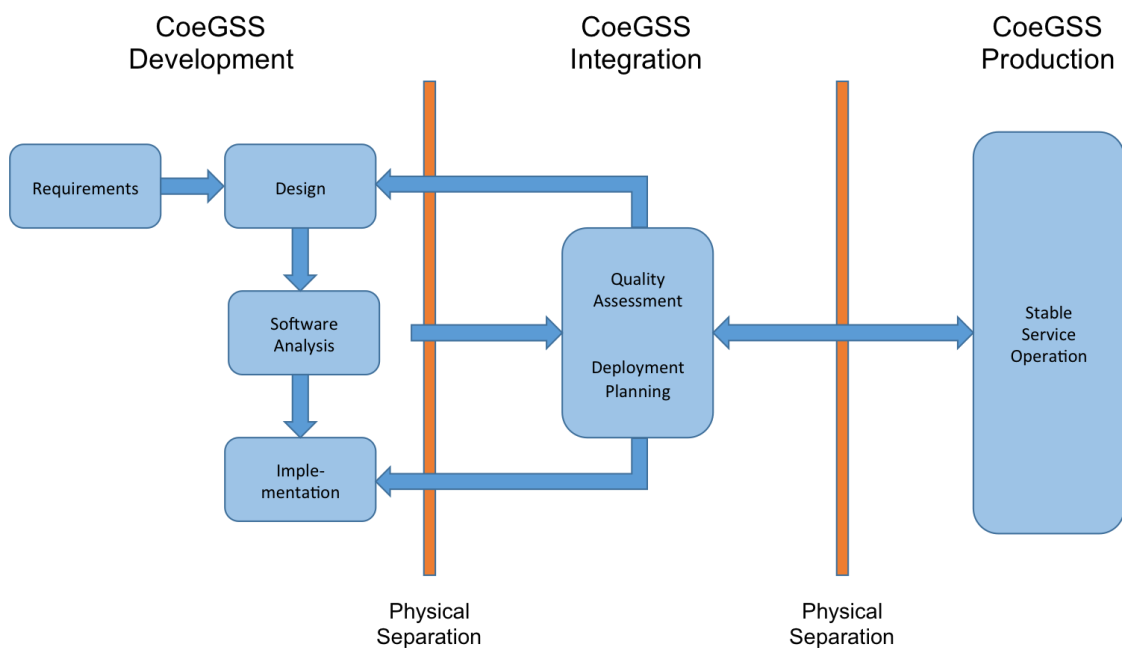 CoeGSS
Development
CoeGSS
Integration
CoeGSS
Production
Requirements
Design
Software
Analysis
Imple-
mentation
Quality
Assessment
Deployment
Planning
Stable
Service
Operation
Physical
Separation
Physical
Separation